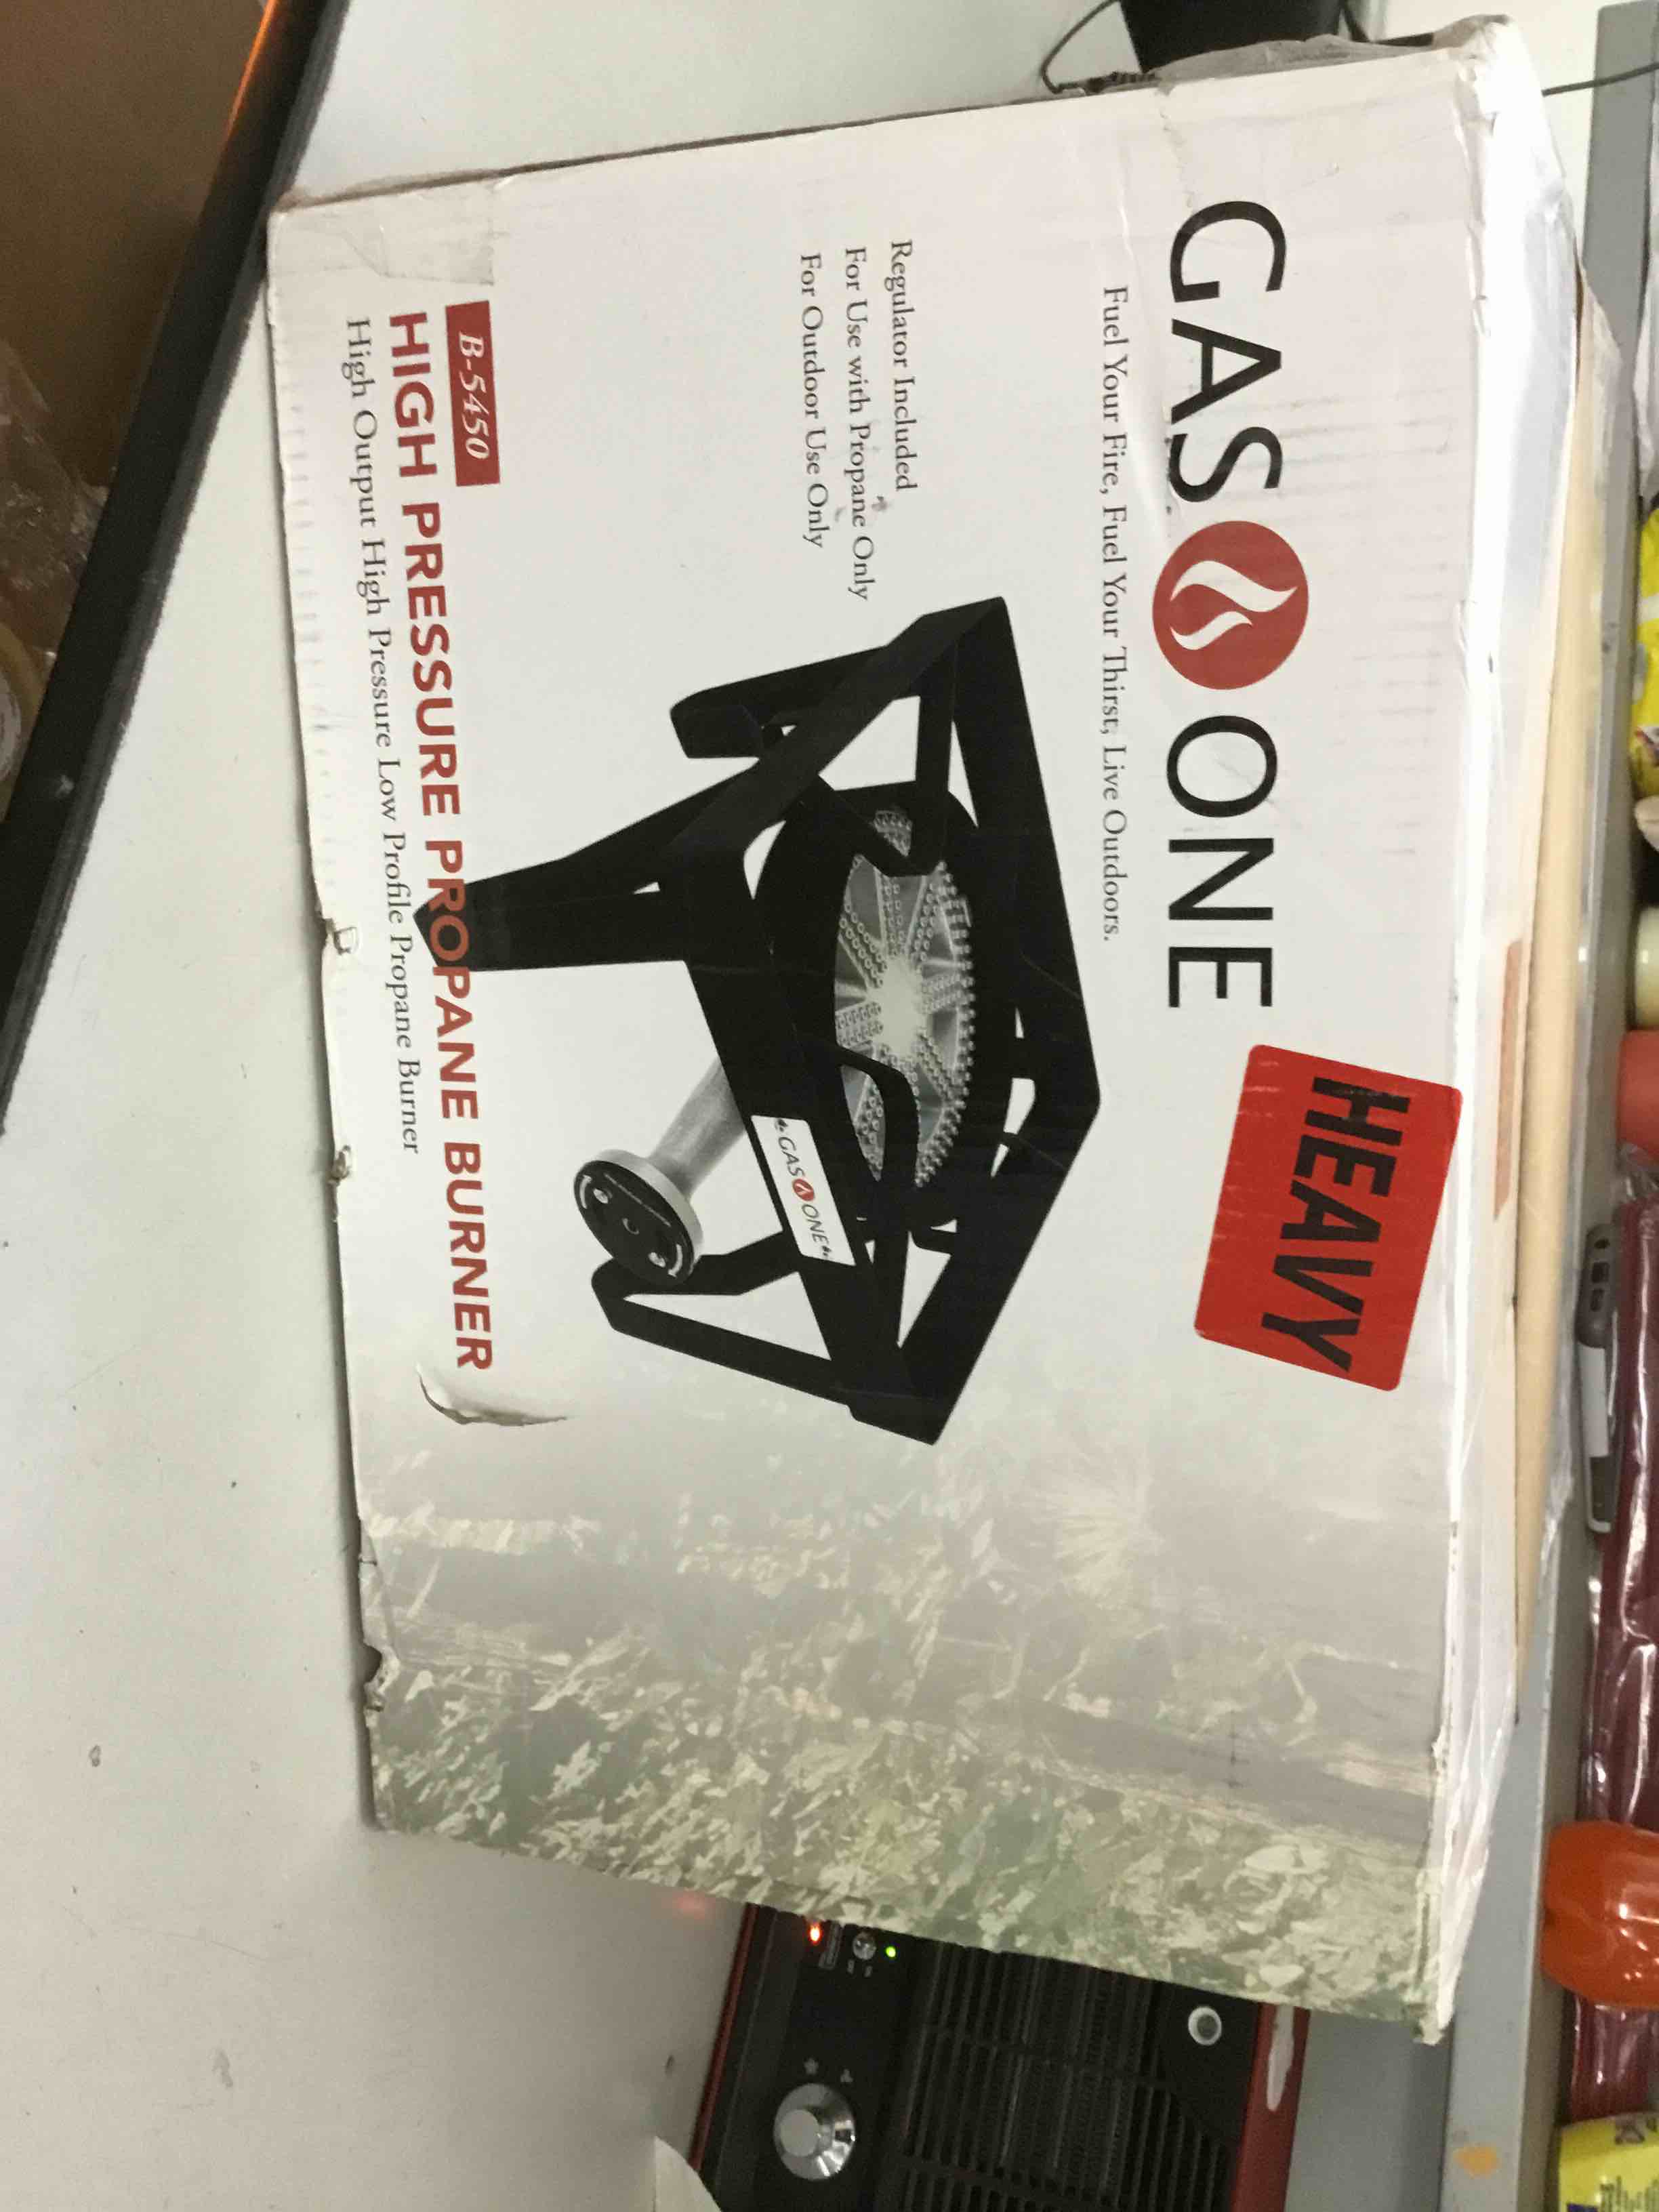 GAS ONE
HEAVY
Fuel Your Fire, Fuel Your Thirst, Live Outdoors.
Regulator Included
For Use with Propane Only
For Outdoor Use Only
GAS ONE
B-5450
HIGH PRESSURE PROPANE BURNER
High Output High Pressure Low Profile Propane Burner